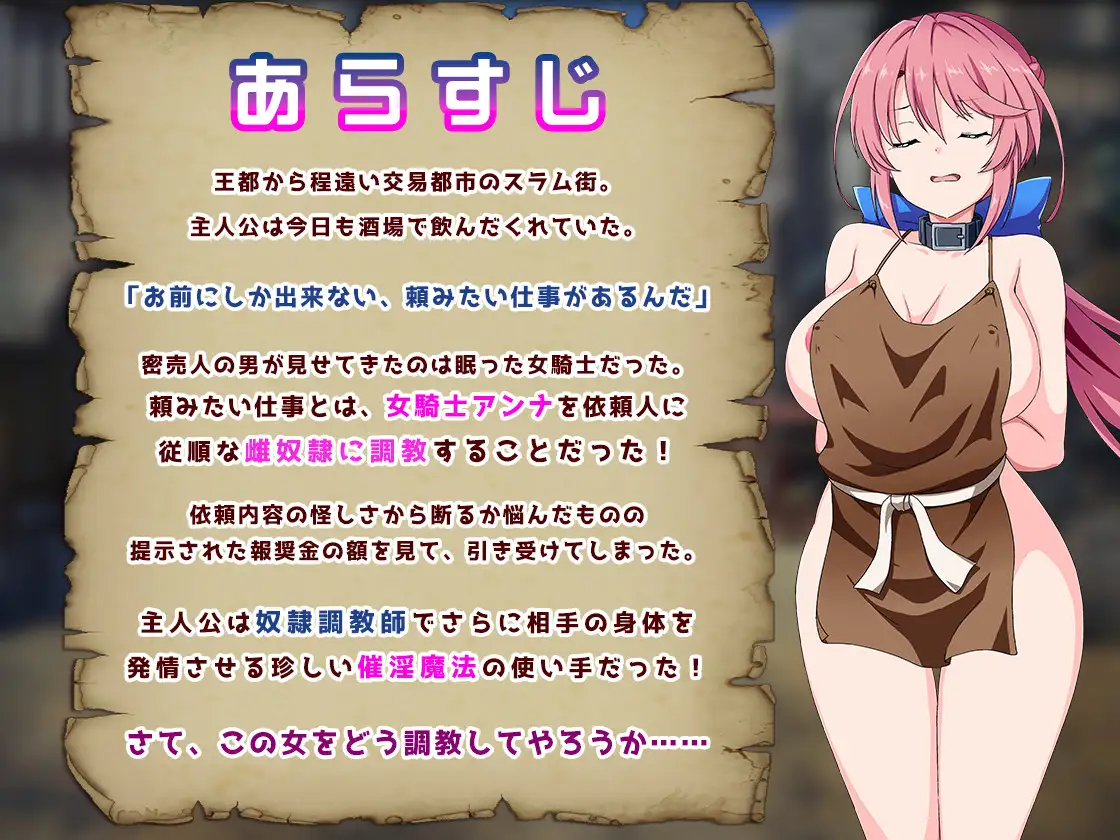 あらすじ
王都から程遠い交易都市のスラム街。
主人公は今日も酒場で飲んだくれていた。
「お前にしか出来ない、頼みたい仕事があるんだ」
密売人の男が見せてきたのは眠った女騎士だった。
頼みたい仕事とは、女騎士アンナを依頼人に
従順な雌奴隷に調教することだった！
依頼内容の怪しさから断るか悩んだものの
提示された報奨金の額を見て、引き受けてしまった。
主人公は奴隷調教師でさらに相手の身体を
発情させる珍しい催淫魔法の使い手だった！
さて、この女をどう調教してやろうか……